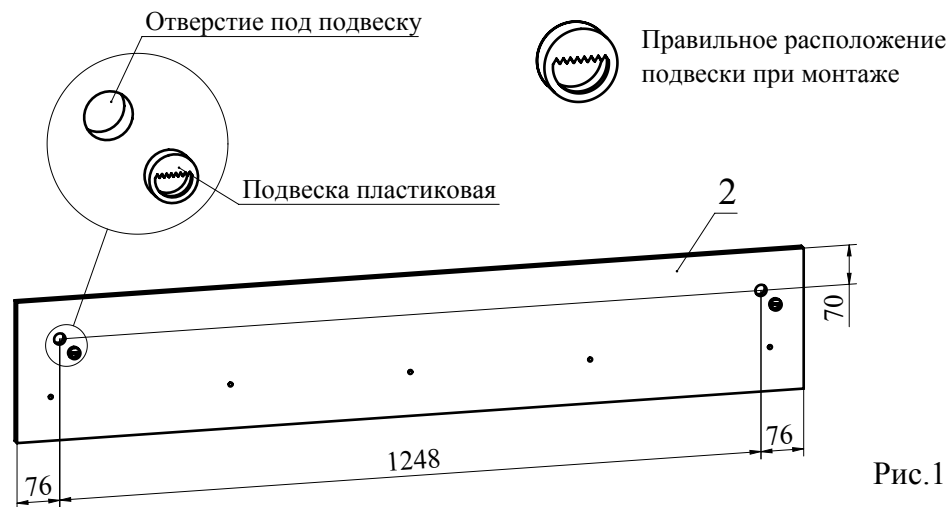 Отверстие под подвеску
Правильное расположение
подвески при монтаже
Подвеска пластиковая
2
70
1248
76
76
Рис.1